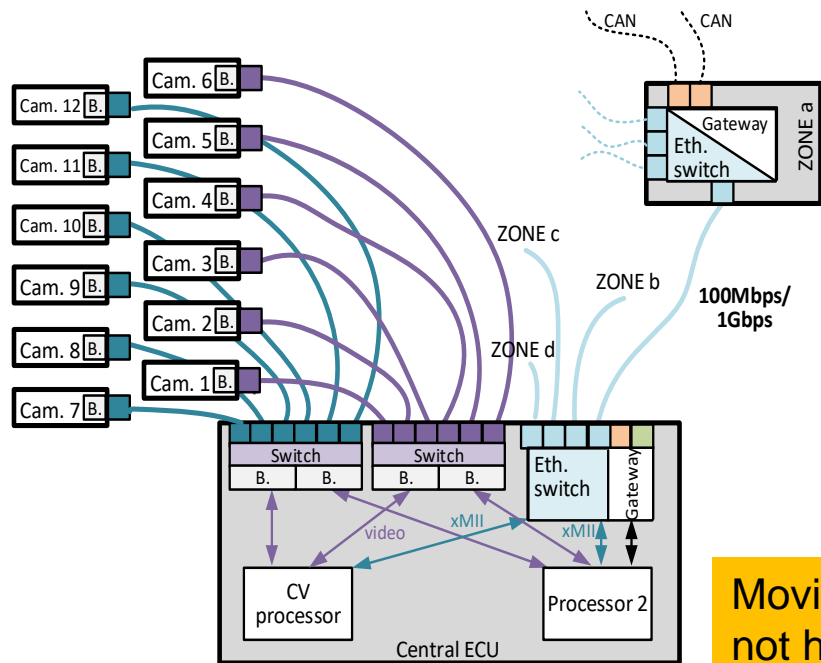 CAN
CAN
Cam. 6 B.
Cam. 12 B.
Cam. 5 B.
Cam. 11 B.
Cam. 4 B.
Cam. 10 B.
Cam. 3 B.
Cam. 9 B.
Cam. 2 B.
Cam. 8 B.
Cam. 1 B.
Cam. 7 B.
Gateway
Eth.
switch
ZONE a
ZONE c
ZONE b
ZONE d
100Mbps/
1Gbps
Switch
B.
B.
Switch
B.
B.
Eth.
switch
Gateway
video
xMII
xMII
CV
processor
Processor 2
Central ECU
Movi
not h